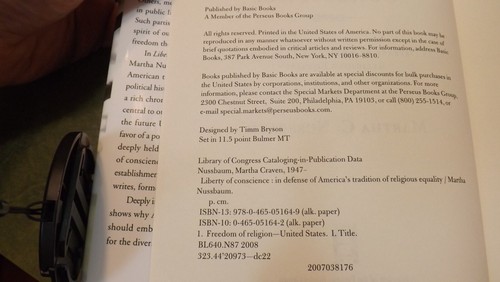 Published by Basic Books
A Member of the Perseus Books Group
All rights reserved. Printed in the United States of America. No part of this book may be
reproduced in any manner whatsoever without written permission except in the case of
brief quotations embodied in critical articles and reviews. For information, address Basic
Books, 387 Park Avenue South, New York, NY 10016-8810.
Books published by Basic Books are available at special discounts for bulk purchases in
the United States by corporations, institutions, and other organizations. For more
information, please contact the Special Markets Department at the Perseus Books Group,
2300 Chestnut Street, Suite 200, Philadelphia, PA 19103, or call (800) 255-1514, or
e-mail special.markets@perseusbooks.com.
Designed by Timm Bryson
Set in 11.5 point Bulmer MT
Library of Congress Cataloging-in-Publication Data
Nussbaum, Martha Craven, 1947–
Liberty of conscience : in defense of America's tradition of religious equality / Martha
Nussbaum.
p. cm.
ISBN-13: 978-0-465-05164-9 (alk. paper)
ISBN-10: 0-465-05164-2 (alk. paper)
1. Freedom of religion—United States. I. Title.
BL640.N87 2008
323.44'20973—dc22
2007038176
in public l
Such partis
spirit of ou
freedom th
In Libe
Martha Nu
American t
political his
a rich chron
central to ou
the future
favor of a po
deeply held
of conscienc
establishmer
writes, form
Deeply i
shows why
should emb
for the diver